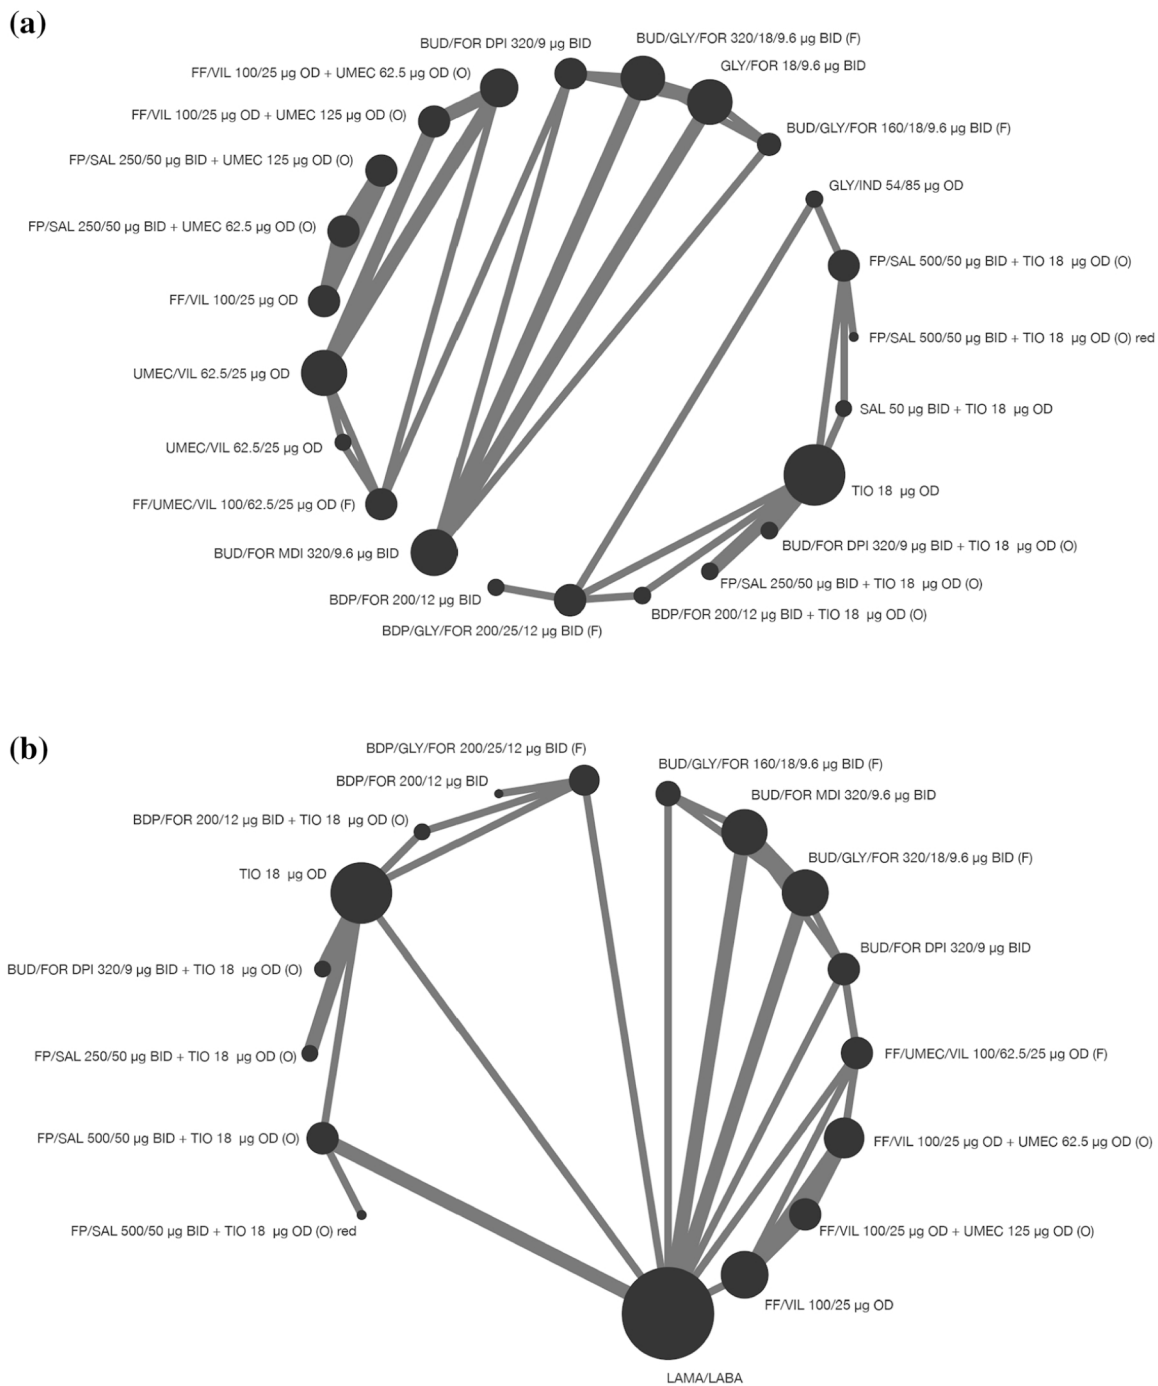 (a)
BUD/FOR DPI 320/9 µg BID
BUD/GLY/FOR 320/18/9.6 µg BID (F)
FF/VIL 100/25 µg OD + UMEC 62.5 µg OD (O)
GLY/FOR 18/9.6 µg BID
FF/VIL 100/25 µg OD + UMEC 125 µg OD (O)
BUD/GLY/FOR 160/18/9.6 µg BID (F)
FP/SAL 250/50 µg BID + UMEC 125 µg OD (O)
GLY/IND 54/85 µg OD
FP/SAL 250/50 µg BID + UMEC 62.5 µg OD (O)
FP/SAL 500/50 µg BID + TIO 18 µg OD (O)
FF/VIL 100/25 µg OD
FP/SAL 500/50 µg BID + TIO 18 µg OD (O) red
UMEC/VIL 62.5/25 µg OD
SAL 50 µg BID + TIO 18 µg OD
UMEC/VIL 62.5/25 µg OD
TIO 18 µg OD
FF/UMEC/VIL 100/62.5/25 µg OD (F)
BUD/FOR DPI 320/9 µg BID + TIO 18 µg OD (O)
BUD/FOR MDI 320/9.6 µg BID
FP/SAL 250/50 µg BID + TIO 18 µg OD (O)
BDP/FOR 200/12 µg BID
BDP/FOR 200/12 µg BID + TIO 18 µg OD (O)
BDP/GLY/FOR 200/25/12 µg BID (F)
(b)
BDP/GLY/FOR 200/25/12 µg BID (F)
BUD/GLY/FOR 160/18/9.6 µg BID (F)
BDP/FOR 200/12 µg BID
BUD/FOR MDI 320/9.6 µg BID
BDP/FOR 200/12 µg BID + TIO 18 µg OD (O)
BUD/GLY/FOR 320/18/9.6 µg BID (F)
TIO 18 µg OD
BUD/FOR DPI 320/9 µg BID
BUD/FOR DPI 320/9 µg BID + TIO 18 µg OD (O)
FF/UMEC/VIL 100/62.5/25 µg OD (F)
FP/SAL 250/50 µg BID + TIO 18 µg OD (O)
FP/SAL 500/50 µg BID + TIO 18 µg OD (O)
FF/VIL 100/25 µg OD + UMEC 62.5 µg OD (O)
FP/SAL 500/50 µg BID + TIO 18 µg OD (O) red
FF/VIL 100/25 µg OD + UMEC 125 µg OD (O)
FF/VIL 100/25 µg OD
LAMA/LABA